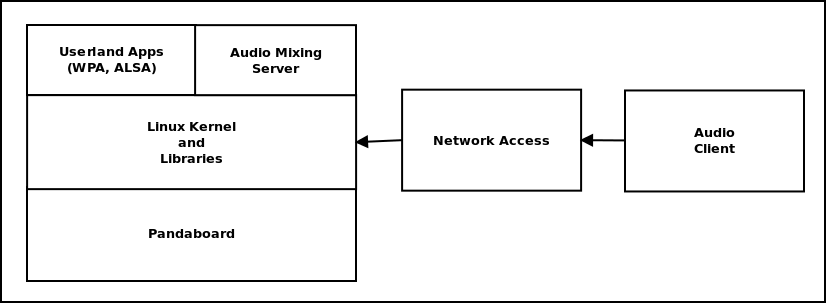 Userland Apps
(WPA, ALSA)
Audio Mixing
Server
Linux Kernel
and
Libraries
Network Access
Audio
Client
Pandaboard